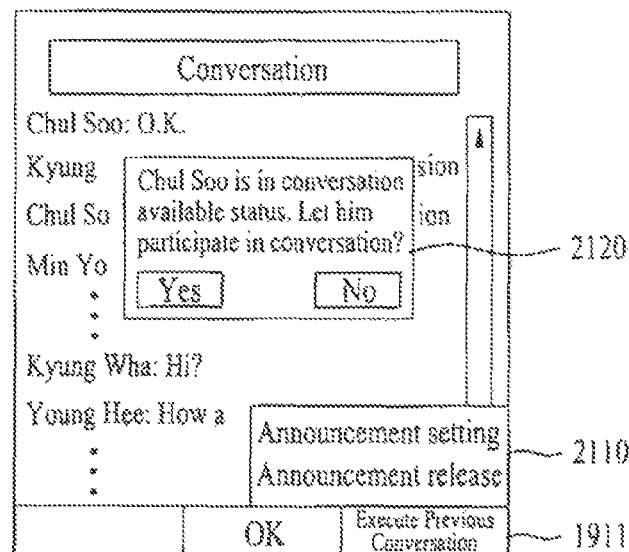 Conversation
Chul Soo: O.K.
Kyung
sion
Chul So
ion
Min Yo
Chul Soo is in conversation
available status. Let him
participate in conversation?
Yes No
2120
Kyung Wha: Hi?
Young Hee: How a
Announcement setting
Announcement release
2110
OK
Execute Previous
Conversation
1911